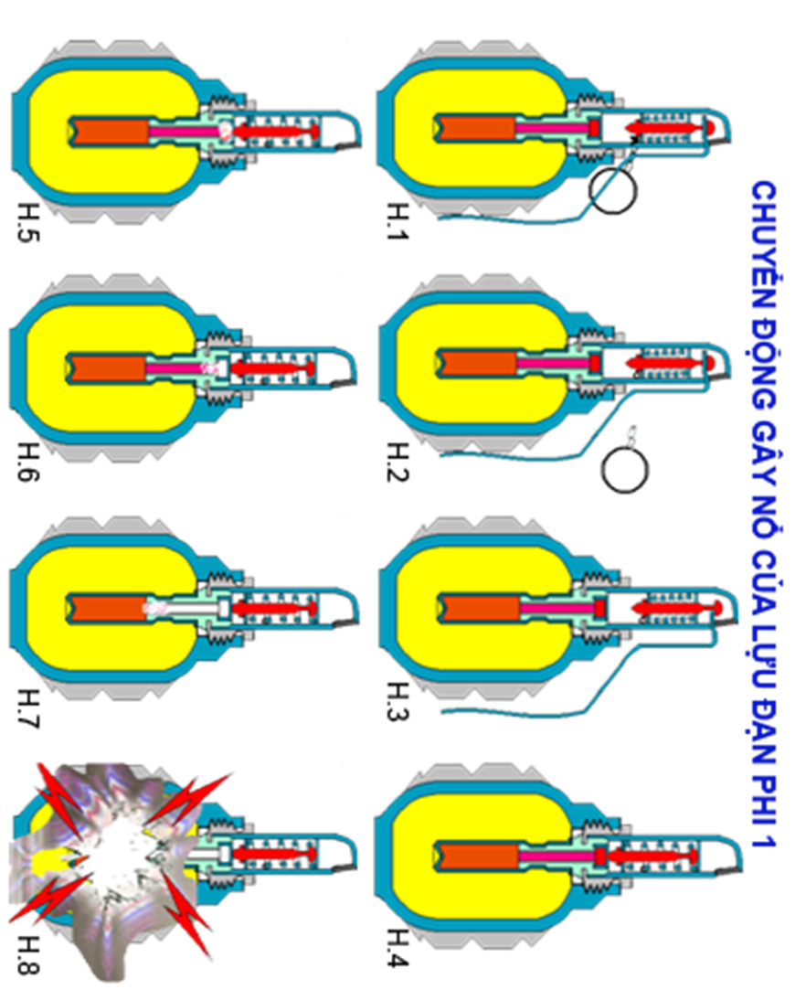 CHUYỂN ĐỘNG GÂY NỔ CỦA LỰU ĐẠN PHI 1
H.1
H.2
H.3
H.4
H.5
H.6
H.7
H.8